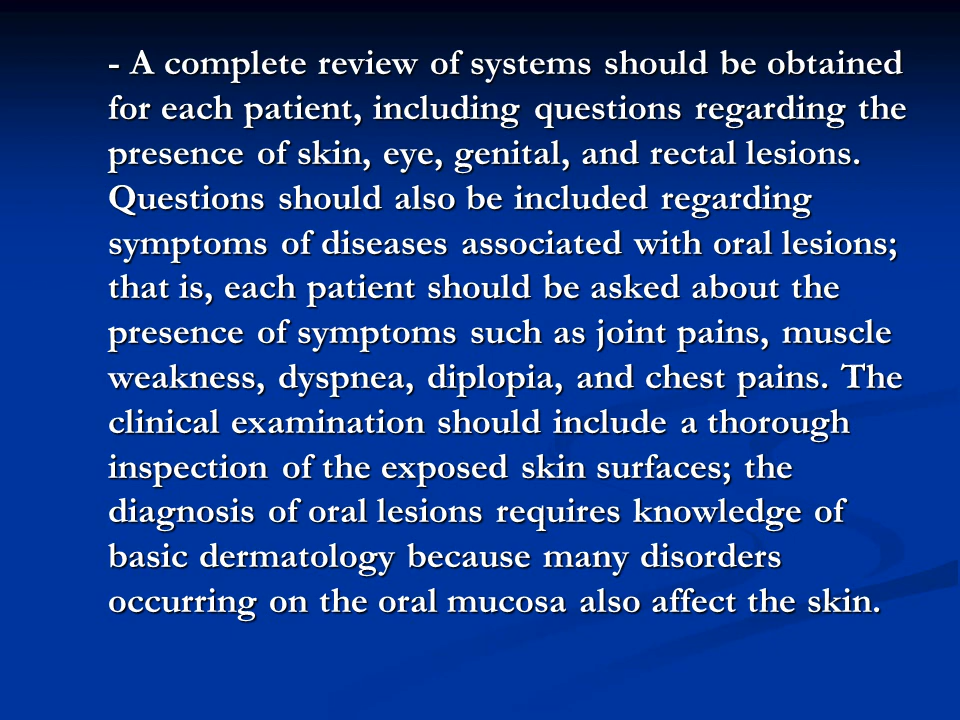 - A complete review of systems should be obtained
for each patient, including questions regarding the
presence of skin, eye, genital, and rectal lesions.
Questions should also be included regarding
symptoms of diseases associated with oral lesions;
that is, each patient should be asked about the
presence of symptoms such as joint pains, muscle
weakness, dyspnea, diplopia, and chest pains. The
clinical examination should include a thorough
inspection of the exposed skin surfaces; the
diagnosis of oral lesions requires knowledge of
basic dermatology because many disorders
occurring on the oral mucosa also affect the skin.